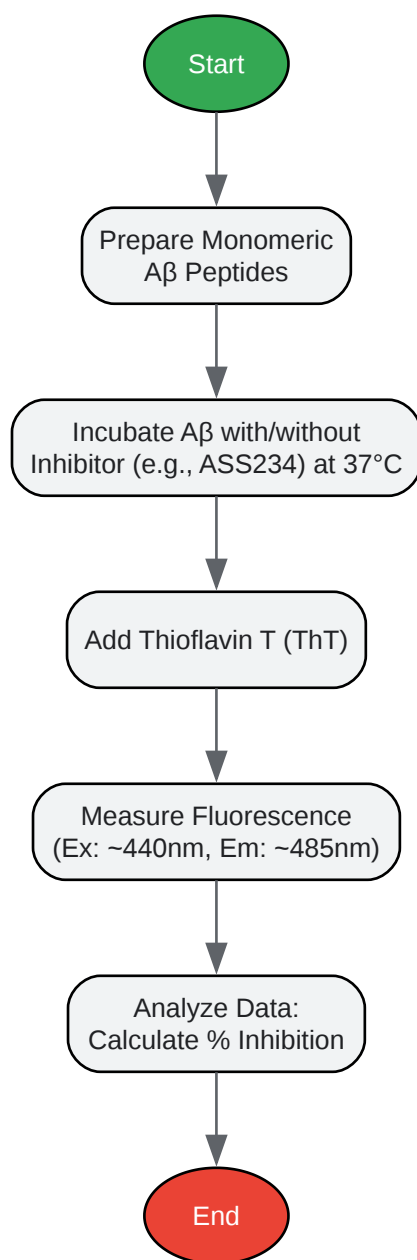 Start
Prepare Monomeric
Aβ Peptides
Incubate Aβ with/without
Inhibitor (e.g., ASS234) at 37°C
Add Thioflavin T (ThT)
Measure Fluorescence
(Ex: ~440nm, Em: ~485nm)
Analyze Data:
Calculate % Inhibition
End